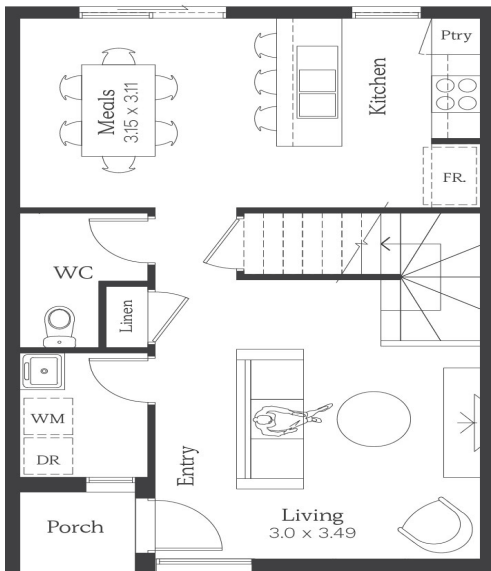 Ptry
Kitchen
Meals
3.15 x 3.11
FR.
WC
Linen
WM
DR
Entry
Porch
Living
3.0 x 3.49